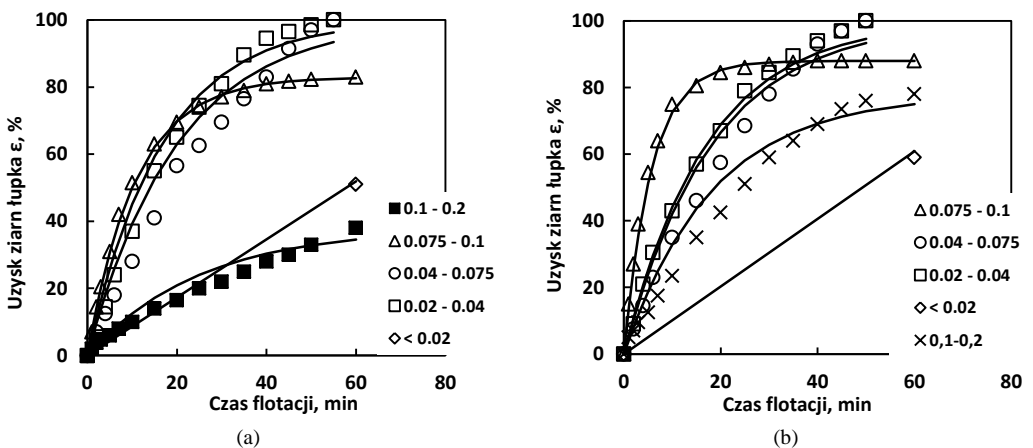 100
80
60
40
20
0
Uzysk ziarn łupka ε, %
0 20 40 60 80
Czas flotacji, min
0.1 - 0.2
0.075 - 0.1
0.04 - 0.075
0.02 - 0.04
< 0.02
(a)
100
80
60
40
20
0
Uzysk ziarn łupka ε, %
0 20 40 60 80
Czas flotacji, min
0.075 - 0.1
0.04 - 0.075
0.02 - 0.04
< 0.02
0,1-0,2
(b)